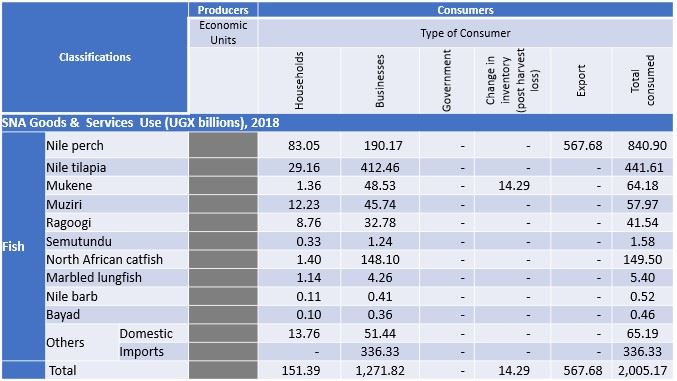 Classifications Producers Consumers
Economic Units Type of Consumer
Households Businesses Government Change in inventory (post harvest loss) Export Total consumed
SNA Goods & Services Use (UGX billions), 2018
Fish
Nile perch 83.05 190.17 - - 567.68 840.90
Nile tilapia 29.16 412.46 - - - 441.61
Mukene 1.36 48.53 - 14.29 - 64.18
Muziri 12.23 45.74 - - - 57.97
Ragoogi 8.76 32.78 - - - 41.54
Semutundu 0.33 1.24 - - - 1.58
North African catfish 1.40 148.10 - - - 149.50
Marbled lungfish 1.14 4.26 - - - 5.40
Nile barb 0.11 0.41 - - - 0.52
Bayad 0.10 0.36 - - - 0.46
Others Domestic 13.76 51.44 - - - 65.19
Imports - 336.33 - - - 336.33
Total 151.39 1,271.82 - 14.29 567.68 2,005.17